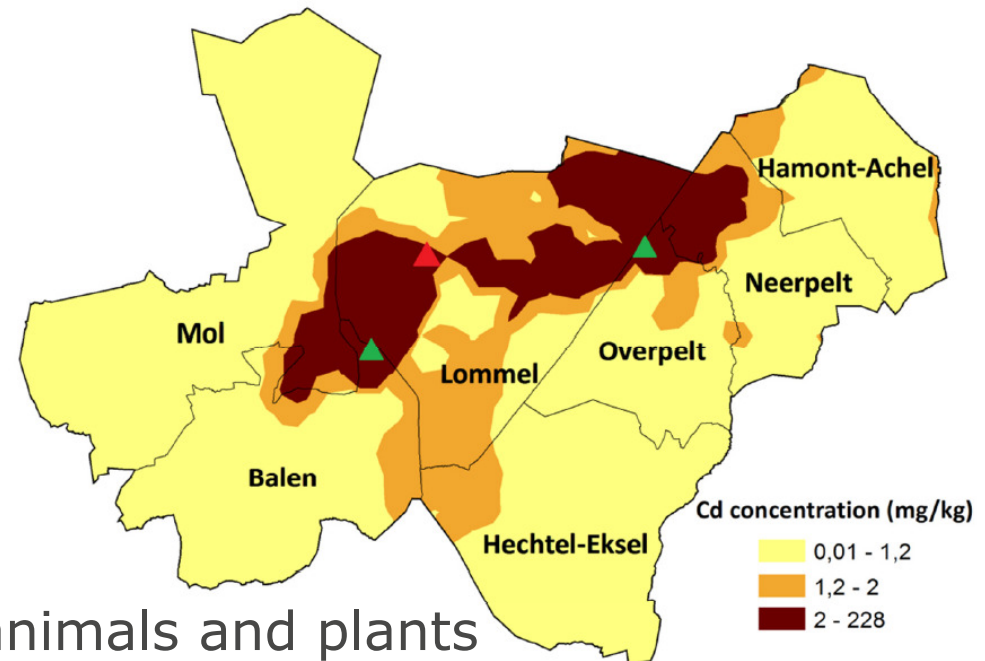 Hamont-Achel
Neerpelt
Mol
Overpelt
Lommel
Balen
Hechtel-Eksel
Cd concentration (mg/kg)
0,01 - 1,2
1,2 - 2
2 - 228
animals and plants